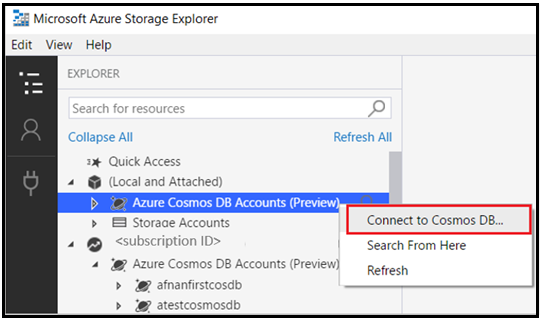 Microsoft Azure Storage Explorer
Edit View Help
EXPLORER
Search for resources
Collapse All Refresh All
Quick Access
(Local and Attached)
Azure Cosmos DB Accounts (Preview)
Connect to Cosmos DB...
Storage Accounts
Search From Here
<subscription ID>
Azure Cosmos DB Accounts (Preview)
Refresh
afnanfirstcosdb
atestcosmosdb